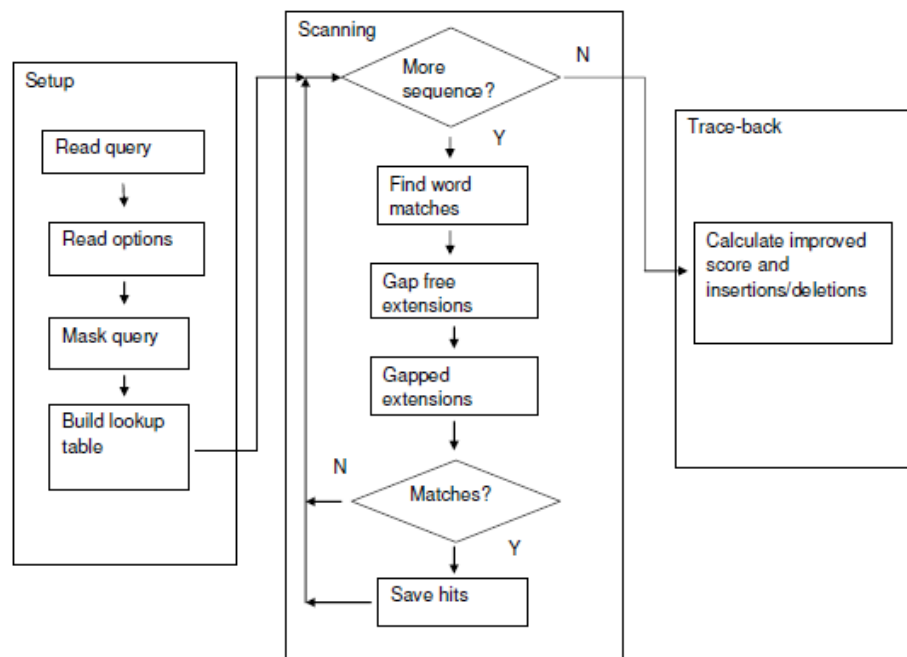 Setup
Read query
Read options
Mask query
Build lookup
table
Scanning
More
sequence?
N
Y
Find word
matches
Gap free
extensions
Gapped
extensions
N
Matches?
Y
Save hits
Trace-back
Calculate improved
score and
insertions/deletions